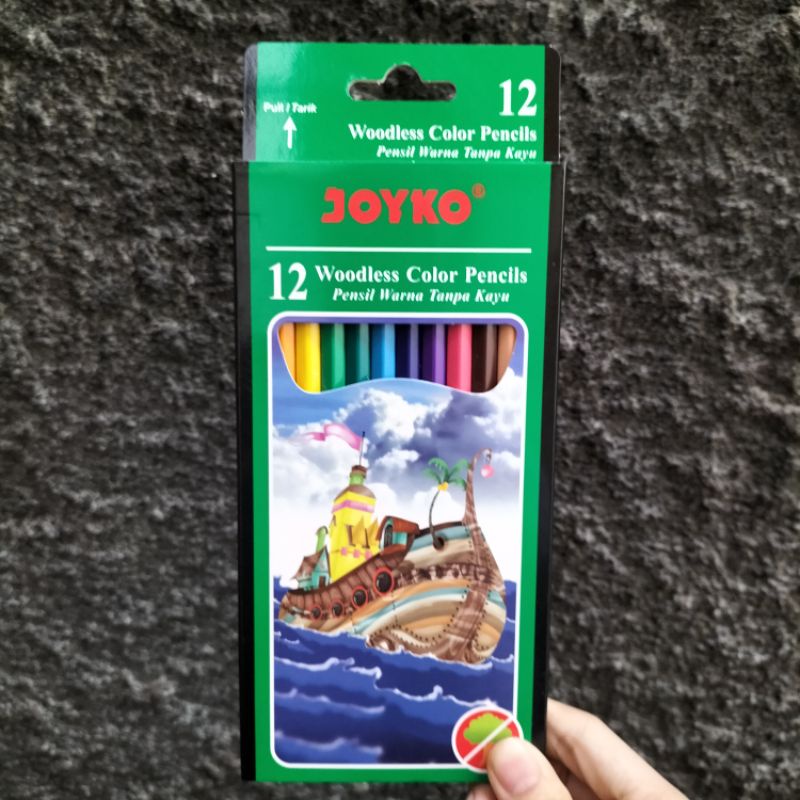 12
Pull / Tarik
Woodless Color Pencils
Pensil Warna Tanpa Kayu
JOYKO®
12 Woodless Color Pencils
Pensil Warna Tanpa Kayu